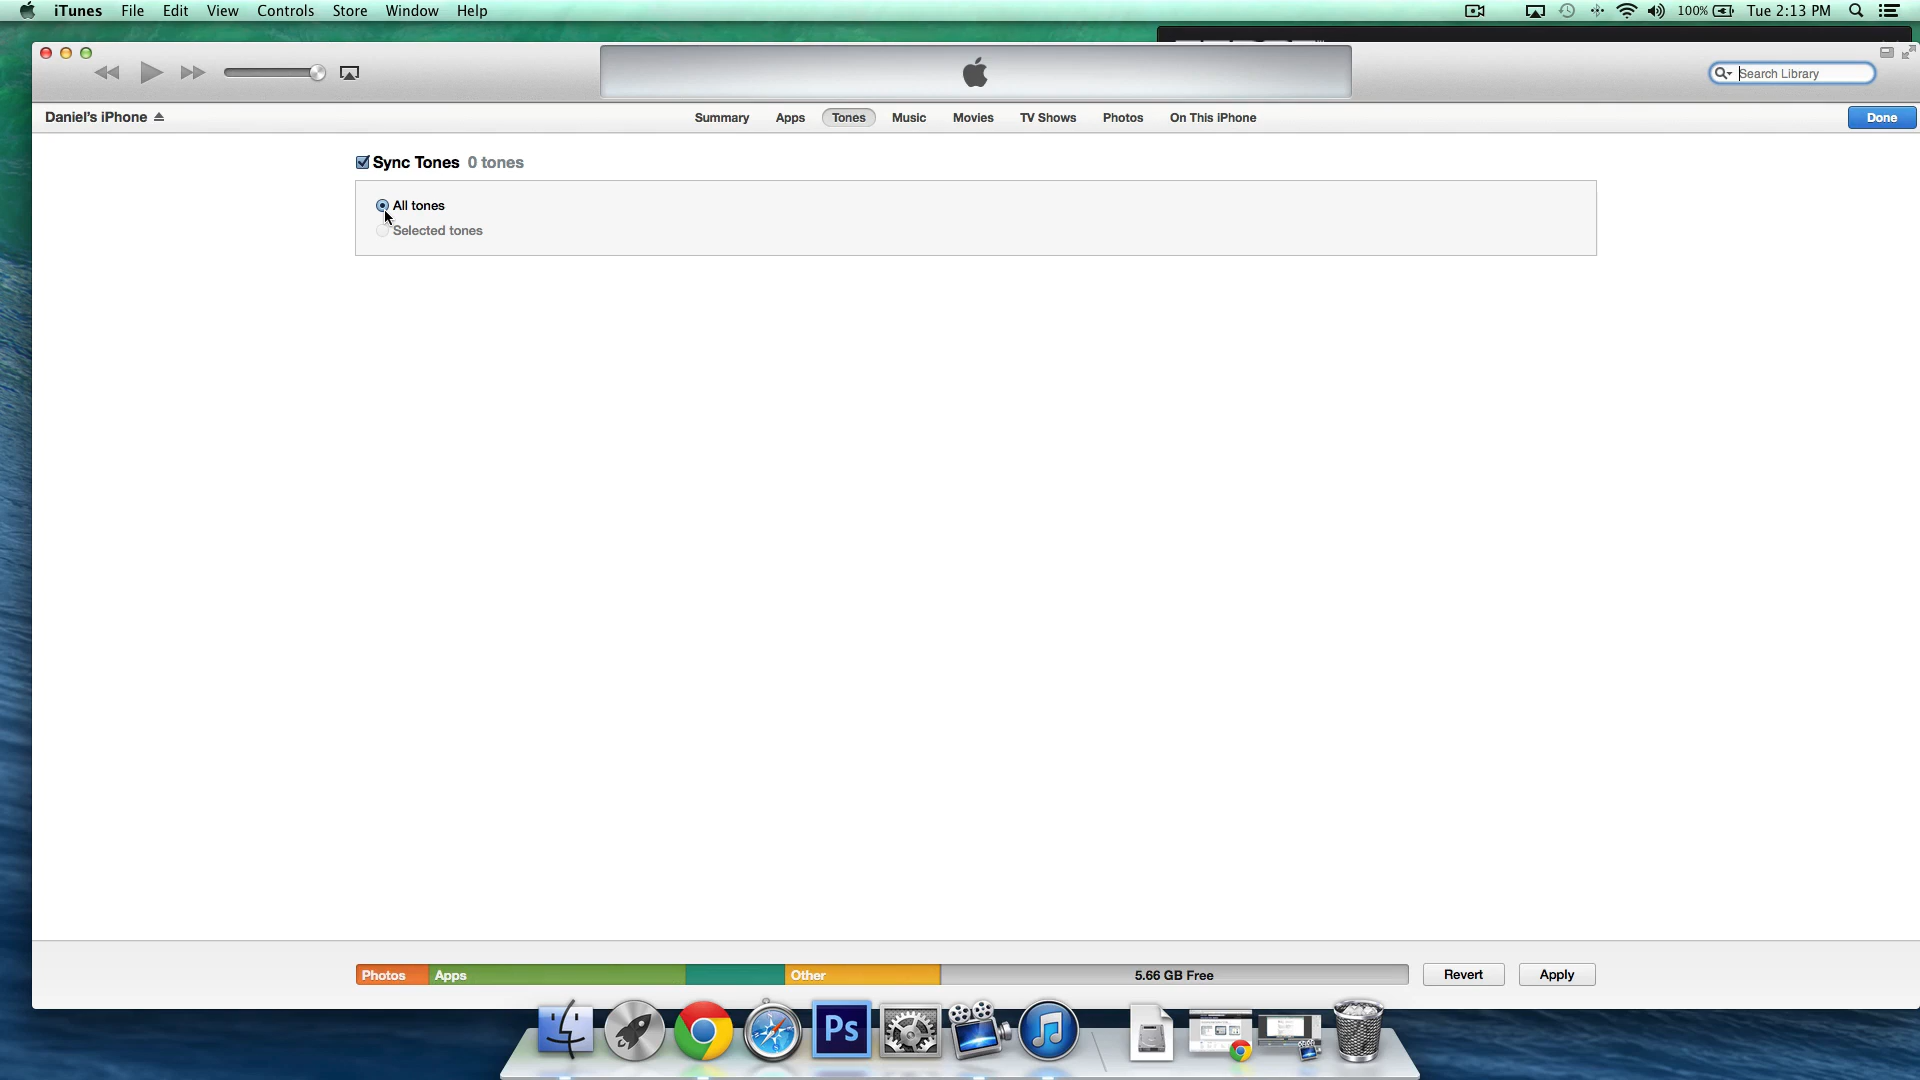 iTunes File Edit View Controls Store Window Help 100% Tue 2:13 PM
Search Library
Daniel's iPhone Summary Apps Tones Music Movies TV Shows Photos On This iPhone Done
Sync Tones 0 tones
All tones
Selected tones
Photos Apps Other 5.66 GB Free Revert Apply
Ps